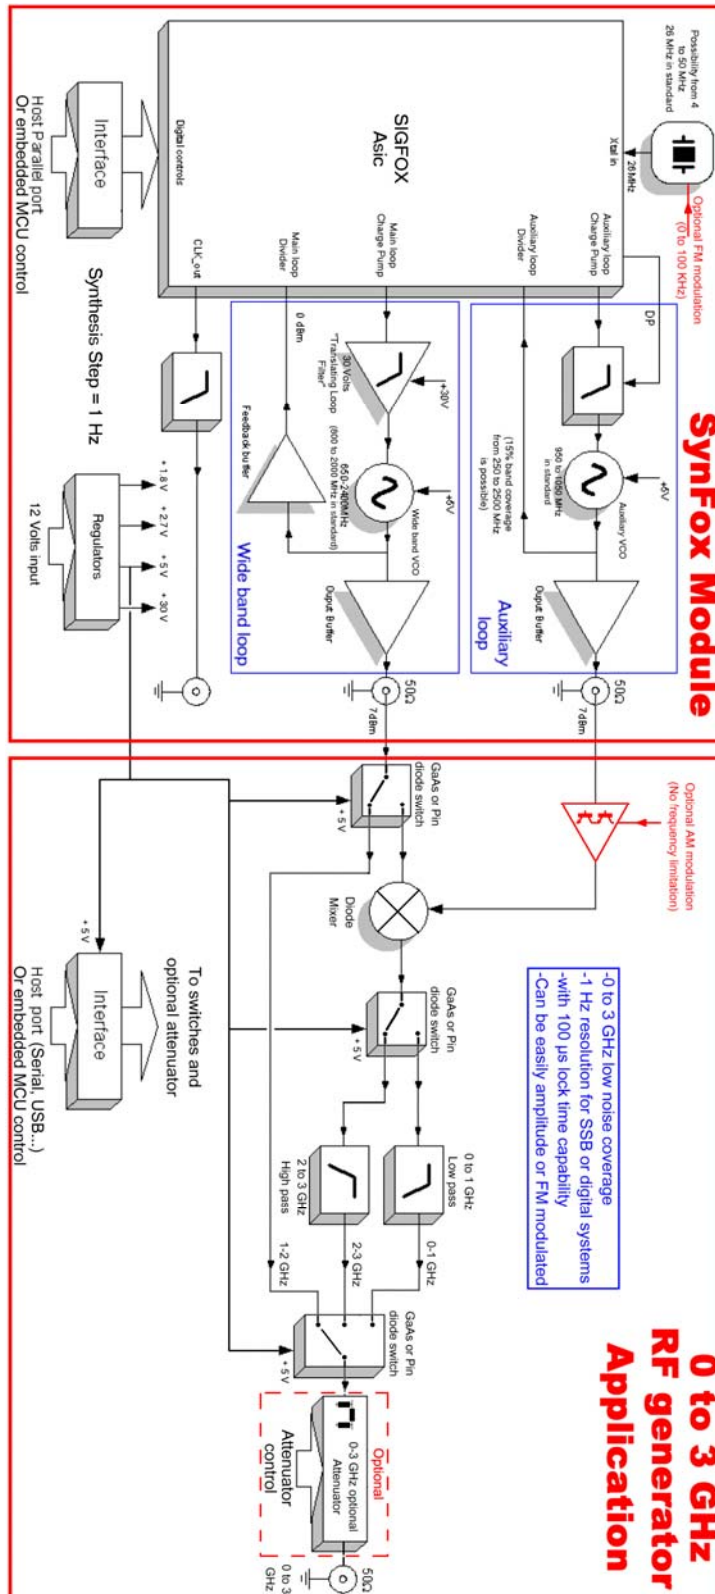 SynFox Module
Possibility from 4
to 50 MHz
26 MHz in standard
Optional FM modulation
(0 to 100 KHz)
26MHz
Xtal in
SIGFOX
Asic
Auxiliary loop
Charge Pump
Auxiliary loop
Divider
Main loop
Charge Pump
Main loop
Divider
CLK_out
Digital controls
Interface
Host Parallel port
Or embedded MCU control
DP
+5V
950 to 1050 MHz
in standard
Auxiliary VCO
(15% band coverage
from 250 to 2500 MHz
is possible)
Ouput Buffer
Auxiliary
loop
50Ω
7dBm
+30V
30 Volts
"Translating Loop
Filter"
+5V
650-2400MHz
(800 to 2000 MHz in standard)
Wide band VCO
Ouput Buffer
0 dBm
Feedback buffer
Wide band loop
50Ω
7dBm
Synthesis Step = 1 Hz
+ 1.8 V
+ 2.7 V
+ 5 V
+ 30 V
Regulators
12 Volts input
0 to 3 GHz
RF generator
Application
Optional AM modulation
(No frequency limitation)
-0 to 3 GHz low noise coverage
-1 Hz resolution for SSB or digital systems
-with 100 µs lock time capability
-Can be easily amplitude or FM modulated
GaAs or Pin
diode switch
+ 5 V
Diode
Mixer
GaAs or Pin
diode switch
+ 5 V
0 to 1 GHz
Low pass
0-1 GHz
2 to 3 GHz
High pass
2-3 GHz
1-2 GHz
GaAs or Pin
diode switch
+ 5 V
Optional
0-3 GHz optional
Attenuator
Attenuator
control
50Ω
0 to 3
GHz
To switches and
optional attenuator
+ 5 V
Interface
Host port (Serial, USB...)
Or embedded MCU control